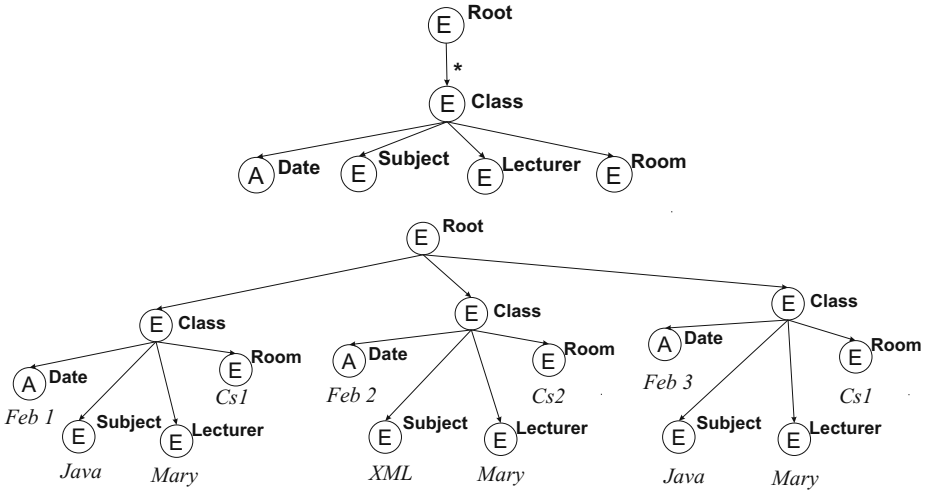 E Root
*
E Class
A Date E Subject E Lecturer E Room
E Root
E Class E Class E Class
A Date E Room A Date E Room A Date E Room
Feb 1 Cs1 Feb 2 Cs2 Feb 3 Cs1
E Subject E Lecturer E Subject E Lecturer E Subject E Lecturer
Java Mary XML Mary Java Mary